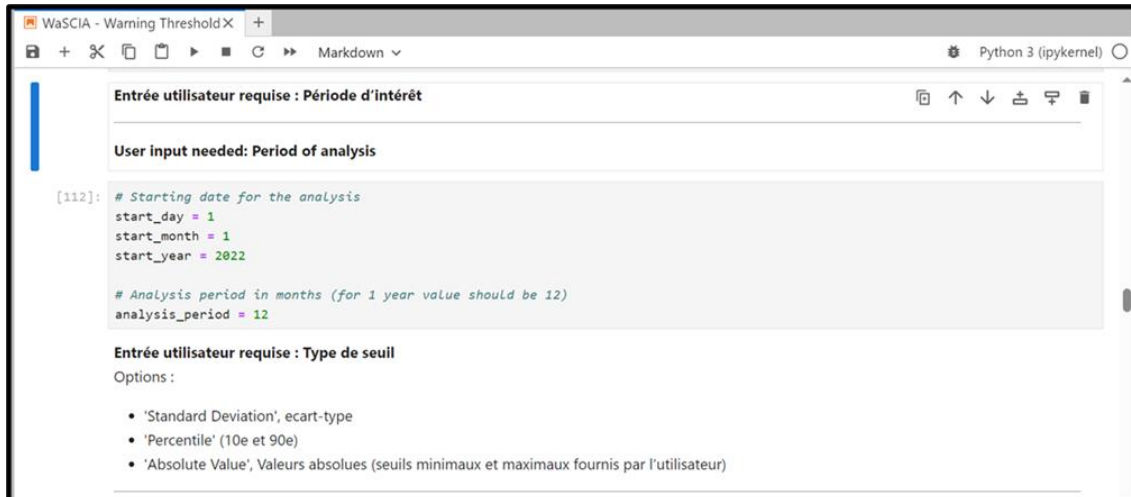 WaSCIA - Warning Threshold
Markdown
Python 3 (ipykernel)
Entrée utilisateur requise : Période d'intérêt
User input needed: Period of analysis
[112]:
# Starting date for the analysis
start_day = 1
start_month = 1
start_year = 2022
# Analysis period in months (for 1 year value should be 12)
analysis_period = 12
Entrée utilisateur requise : Type de seuil
Options :
• 'Standard Deviation', ecart-type
• 'Percentile' (10e et 90e)
• 'Absolute Value', Valeurs absolues (seuils minimaux et maximaux fournis par l'utilisateur)